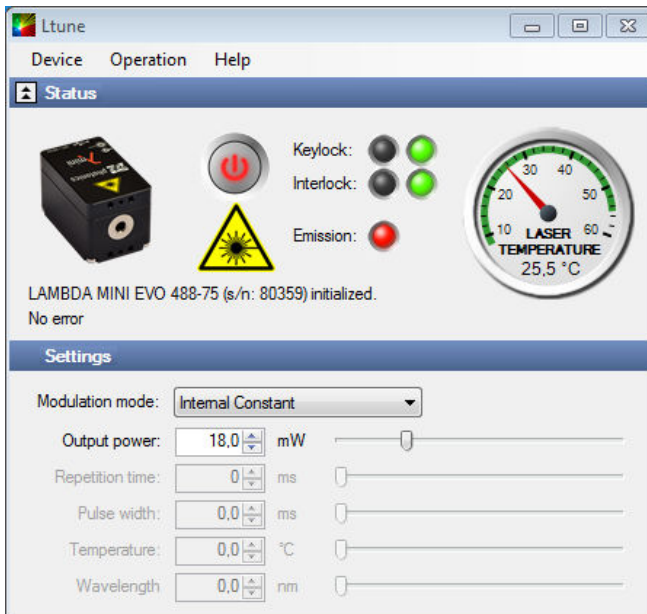 Ltune
Device Operation Help
Status
Keylock:
Interlock:
Emission:
10 20 30 40 50 60
LASER
TEMPERATURE
25,5 °C
LAMBDA MINI EVO 488-75 (s/n: 80359) initialized.
No error
Settings
Modulation mode: Internal Constant
Output power: 18,0 mW
Repetition time: 0 ms
Pulse width: 0,0 ms
Temperature: 0,0 °C
Wavelength 0,0 nm